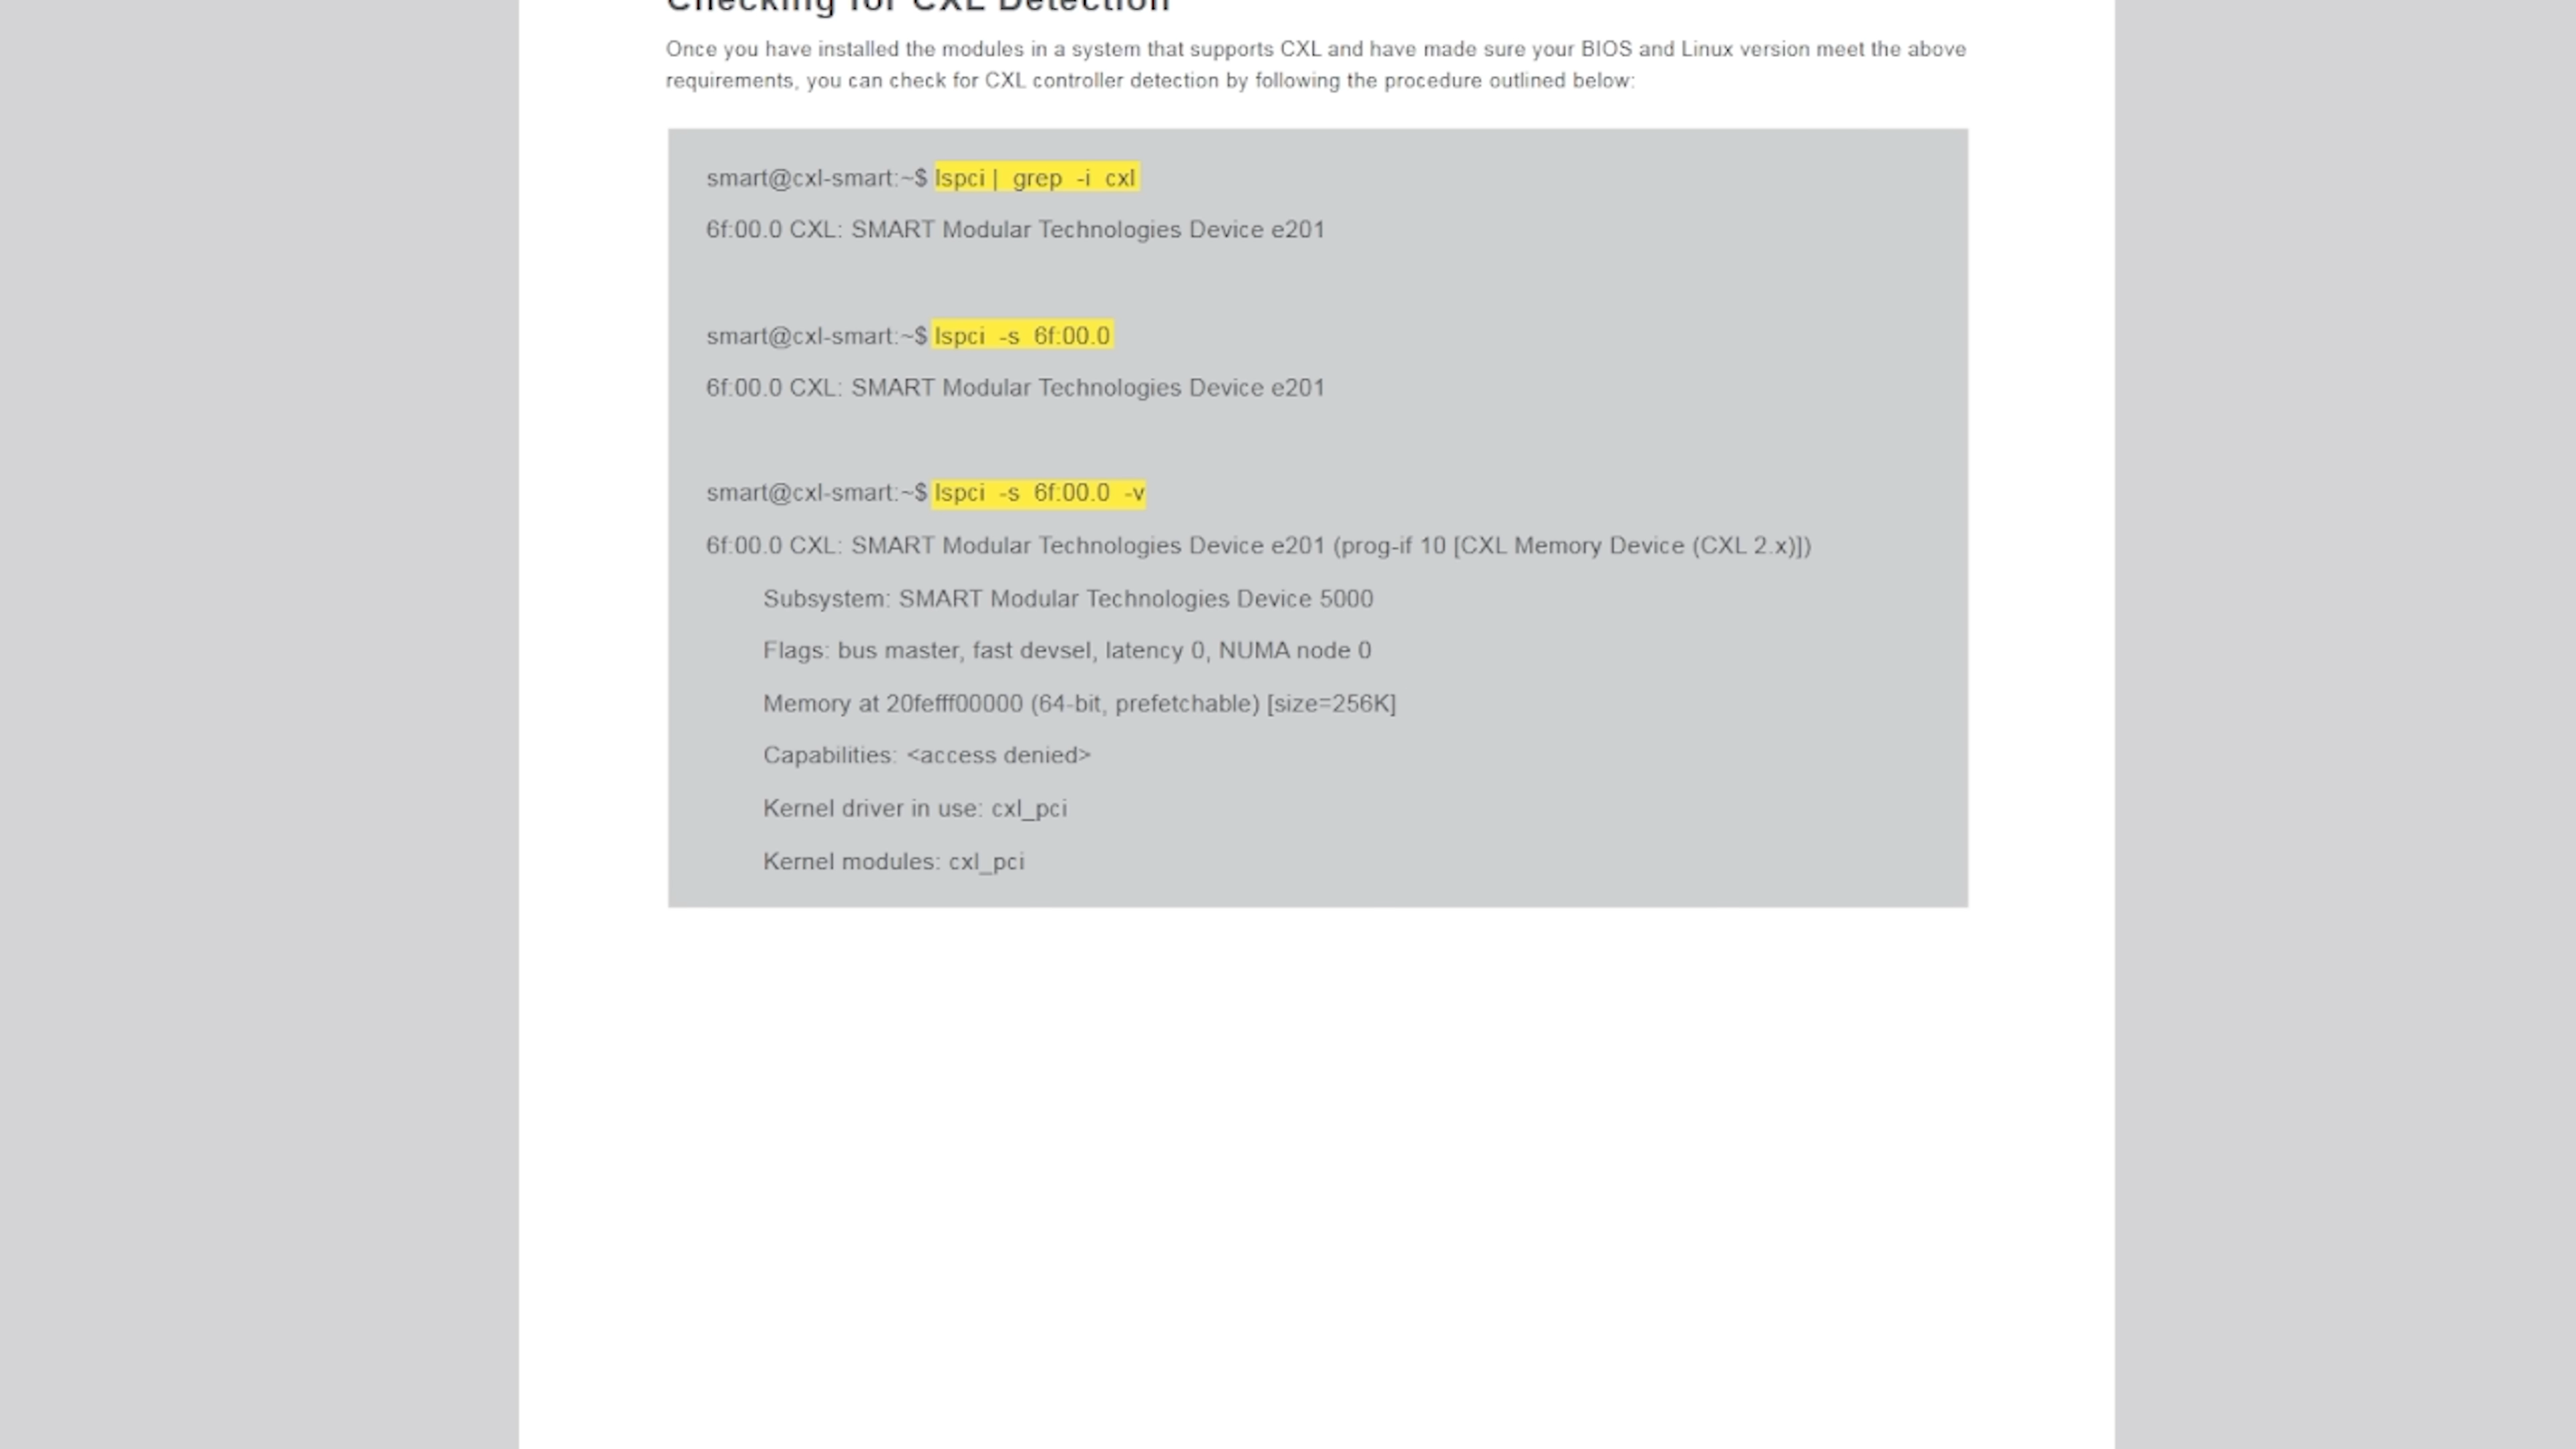 Checking for CXL Detection
Once you have installed the modules in a system that supports CXL and have made sure your BIOS and Linux version meet the above
requirements, you can check for CXL controller detection by following the procedure outlined below:
smart@cxl-smart:~$ lspci | grep -i cxl
6f:00.0 CXL: SMART Modular Technologies Device e201
smart@cxl-smart:~$ lspci -s 6f:00.0
6f:00.0 CXL: SMART Modular Technologies Device e201
smart@cxl-smart:~$ lspci -s 6f:00.0 -v
6f:00.0 CXL: SMART Modular Technologies Device e201 (prog-if 10 [CXL Memory Device (CXL 2.x)])
Subsystem: SMART Modular Technologies Device 5000
Flags: bus master, fast devsel, latency 0, NUMA node 0
Memory at 20fefff00000 (64-bit, prefetchable) [size=256K]
Capabilities: <access denied>
Kernel driver in use: cxl_pci
Kernel modules: cxl_pci